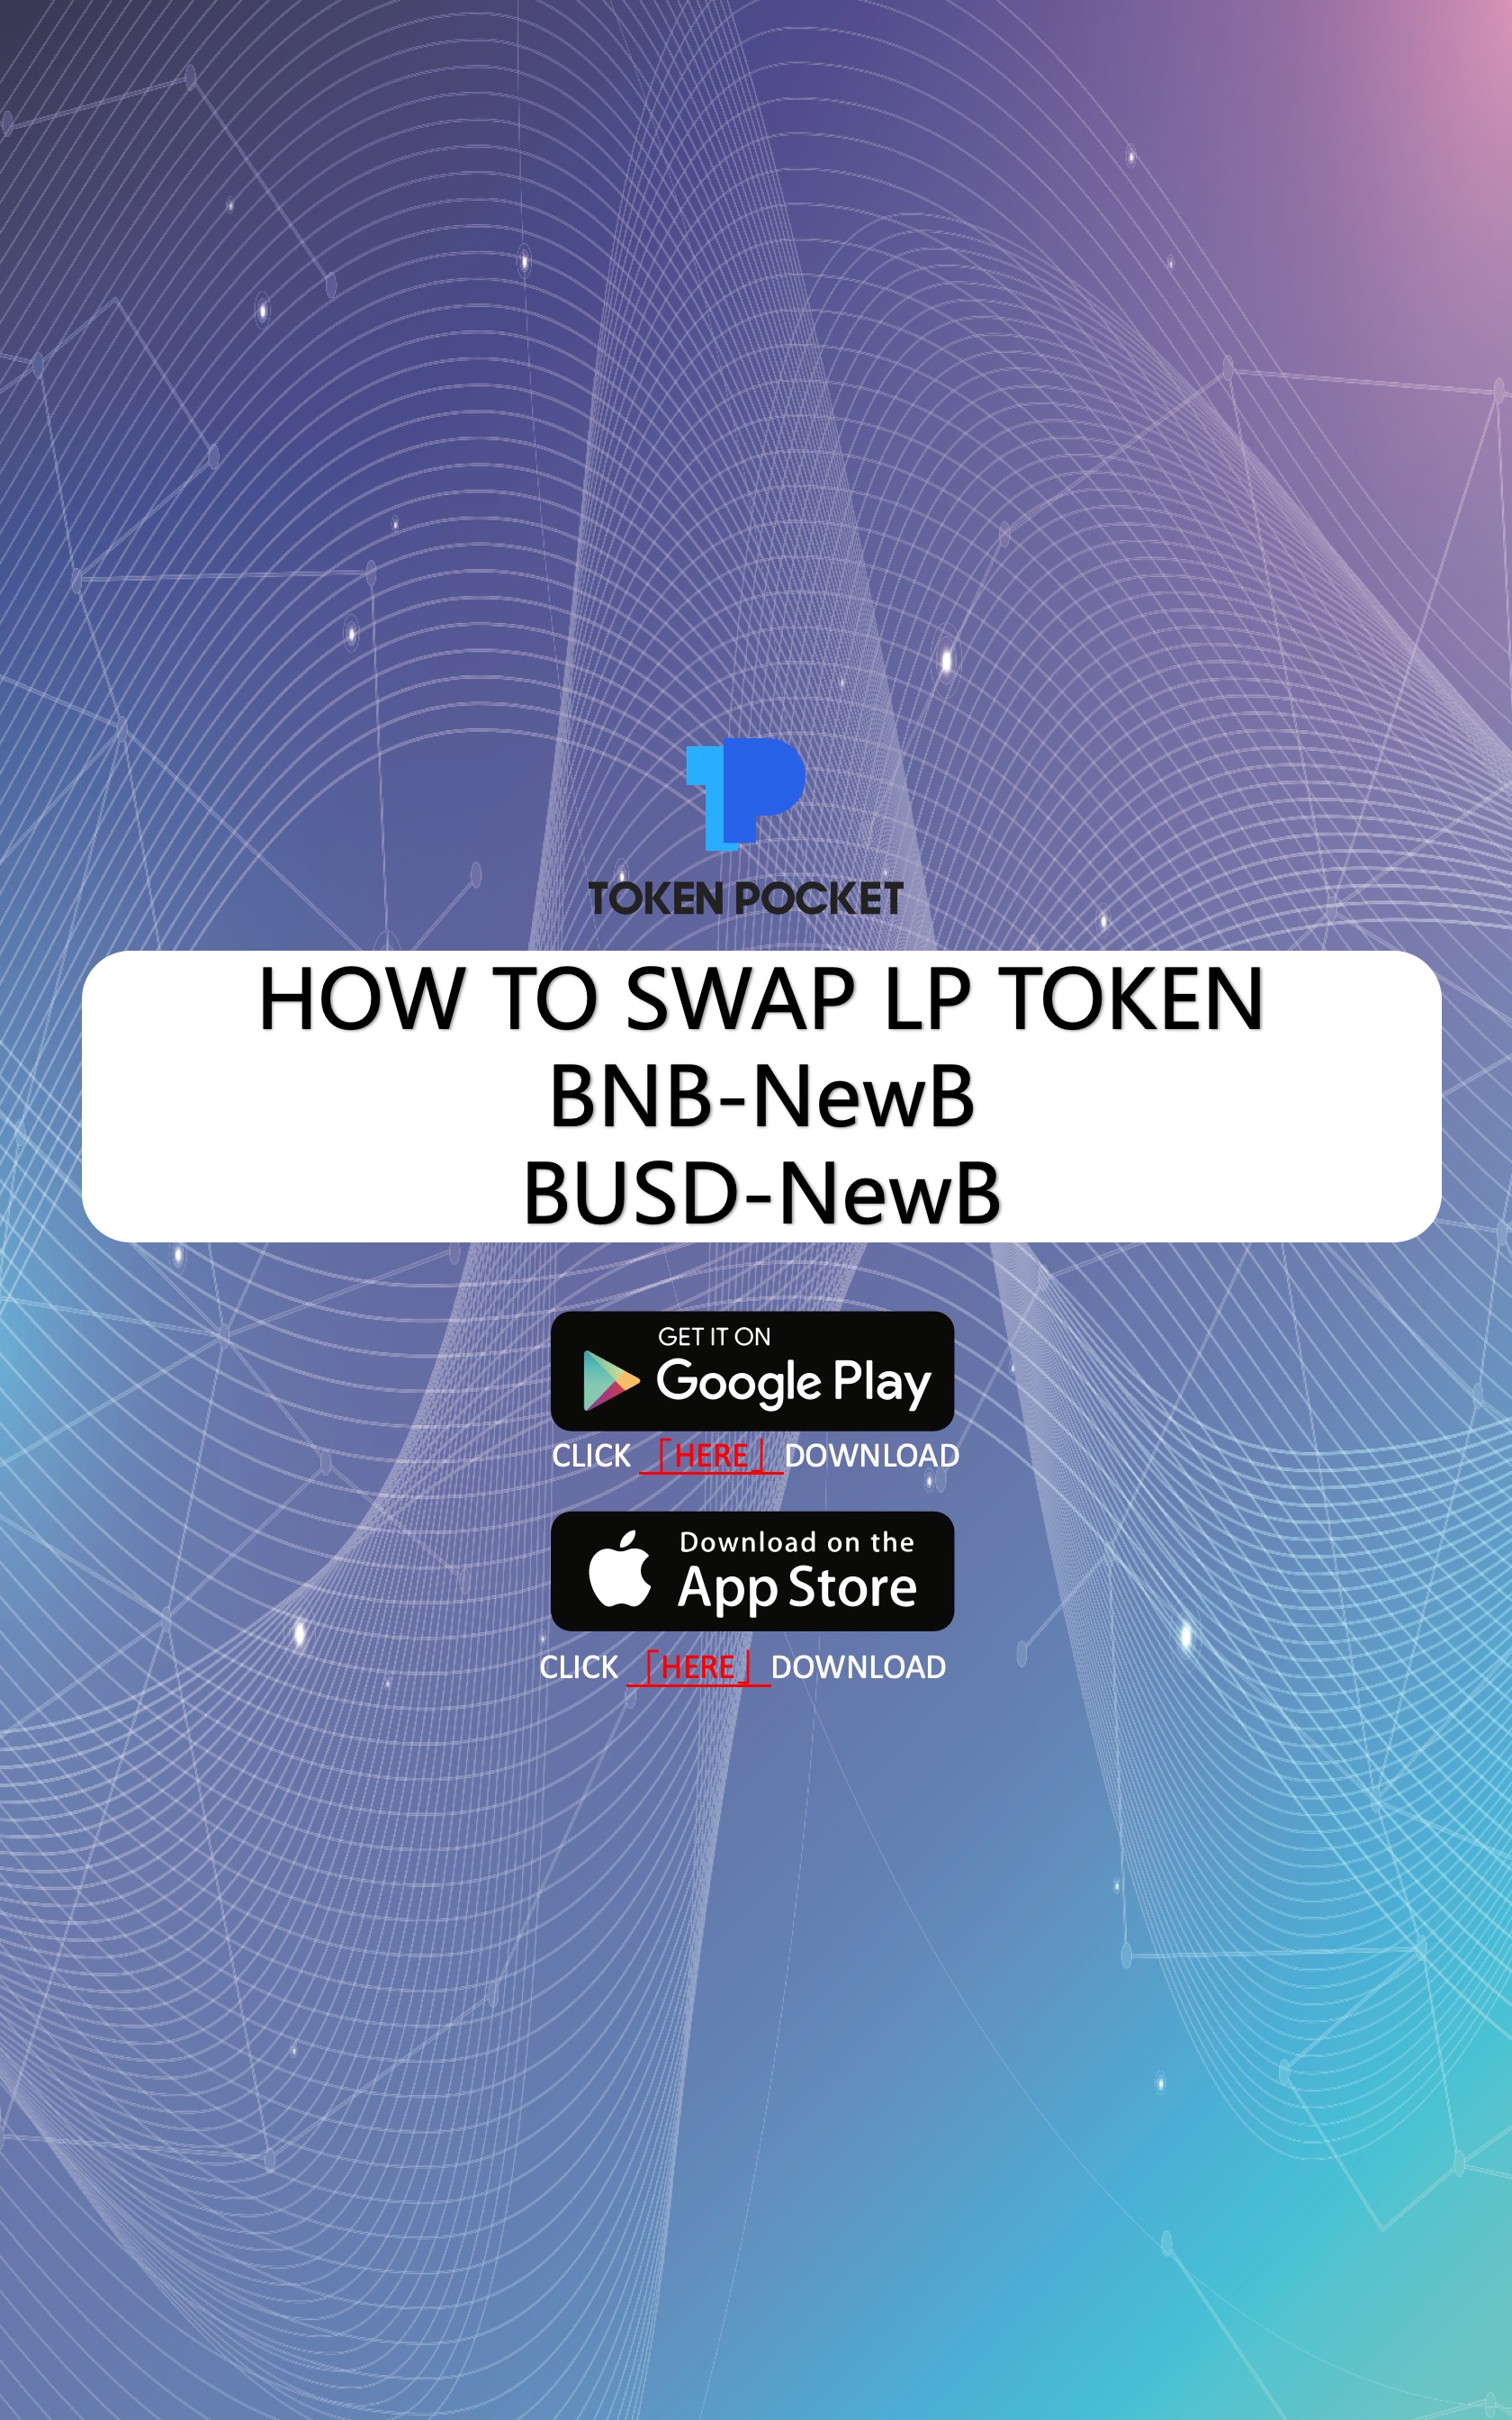 TOKEN POCKET
HOW TO SWAP LP TOKEN
BNB-NewB
BUSD-NewB
GET IT ON
Google Play
CLICK 「HERE」 DOWNLOAD
Download on the
App Store
CLICK 「HERE」 DOWNLOAD